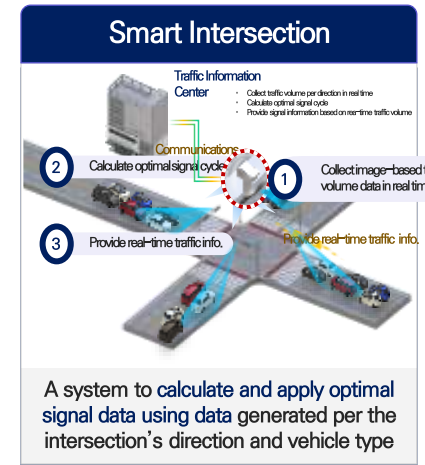 Smart Intersection
Traffic Information
Center
· Collect traffic volume per direction in real time
· Calculate optimal signal cycle
· Provide signal information based on real-time traffic volume
Communications
2 Calculate optimal signal cycle
1 Collect image-based
volume data in real
3 Provide real-time traffic info.
Provide real-time traffic info.
A system to calculate and apply optimal
signal data using data generated per the
intersection's direction and vehicle type